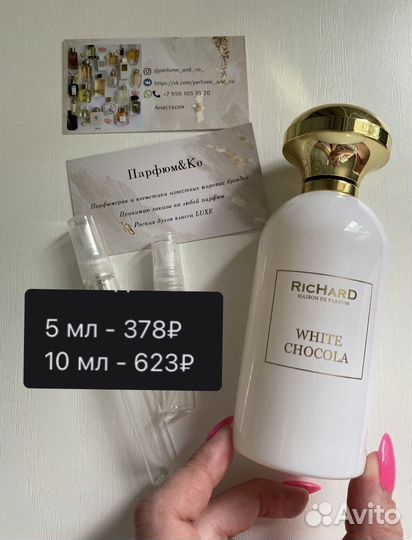 @perfume_and_co_
https://vk.com/perfume_and_co
+7 950 105 35 20
Анастасия
Парфюм&Ко
Парфюмерия и косметика известных мировых брендов
Принимаю заказы на любой парфюм
Распив духов класса LUXE
5 мл - 378₽
10 мл - 623₽
RICHARD
MAISON DE PARFUM
WHITE
CHOCOLA
Avito